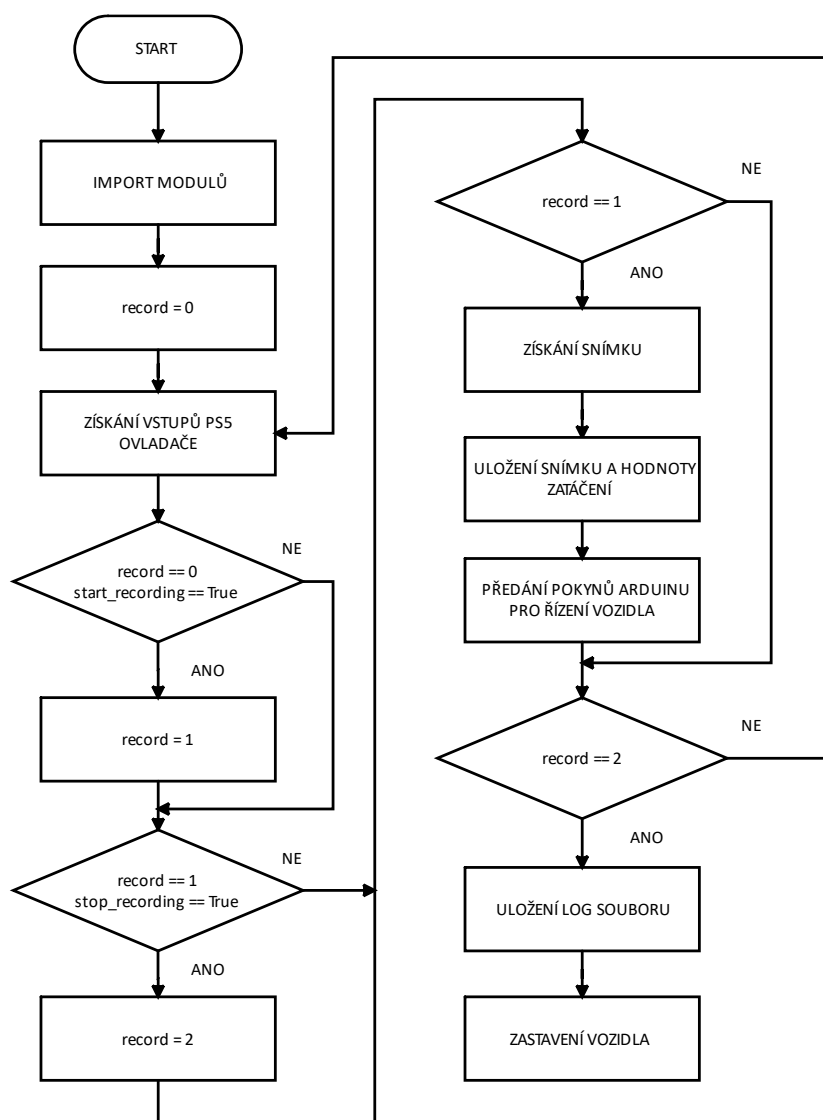 START
IMPORT MODULŮ
record = 0
ZÍSKÁNÍ VSTUPŮ PS5
OVLADAČE
NE
record == 0
start_recording == True
ANO
record = 1
NE
record == 1
stop_recording == True
ANO
record = 2
NE
record == 1
ANO
ZÍSKÁNÍ SNÍMKU
ULOŽENÍ SNÍMKU A HODNOTY
ZATÁČENÍ
PŘEDÁNÍ POKYNŮ ARDUINU
PRO ŘÍZENÍ VOZIDLA
NE
record == 2
ANO
ULOŽENÍ LOG SOUBORU
ZASTAVENÍ VOZIDLA